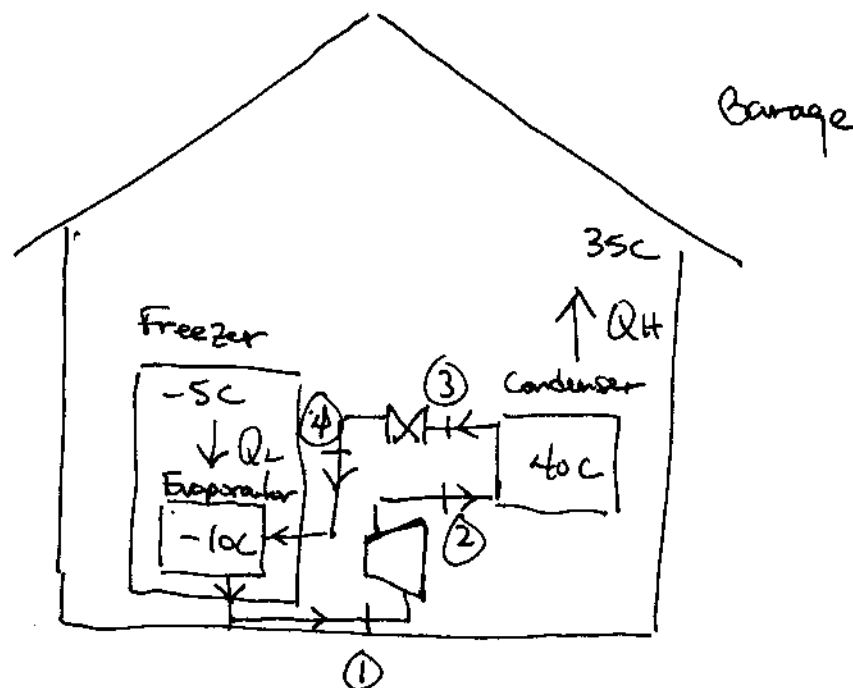 Garage
35C
QH
Freezer
-5C
QL
Evaporator
-10C
④
③
Condenser
40C
②
①